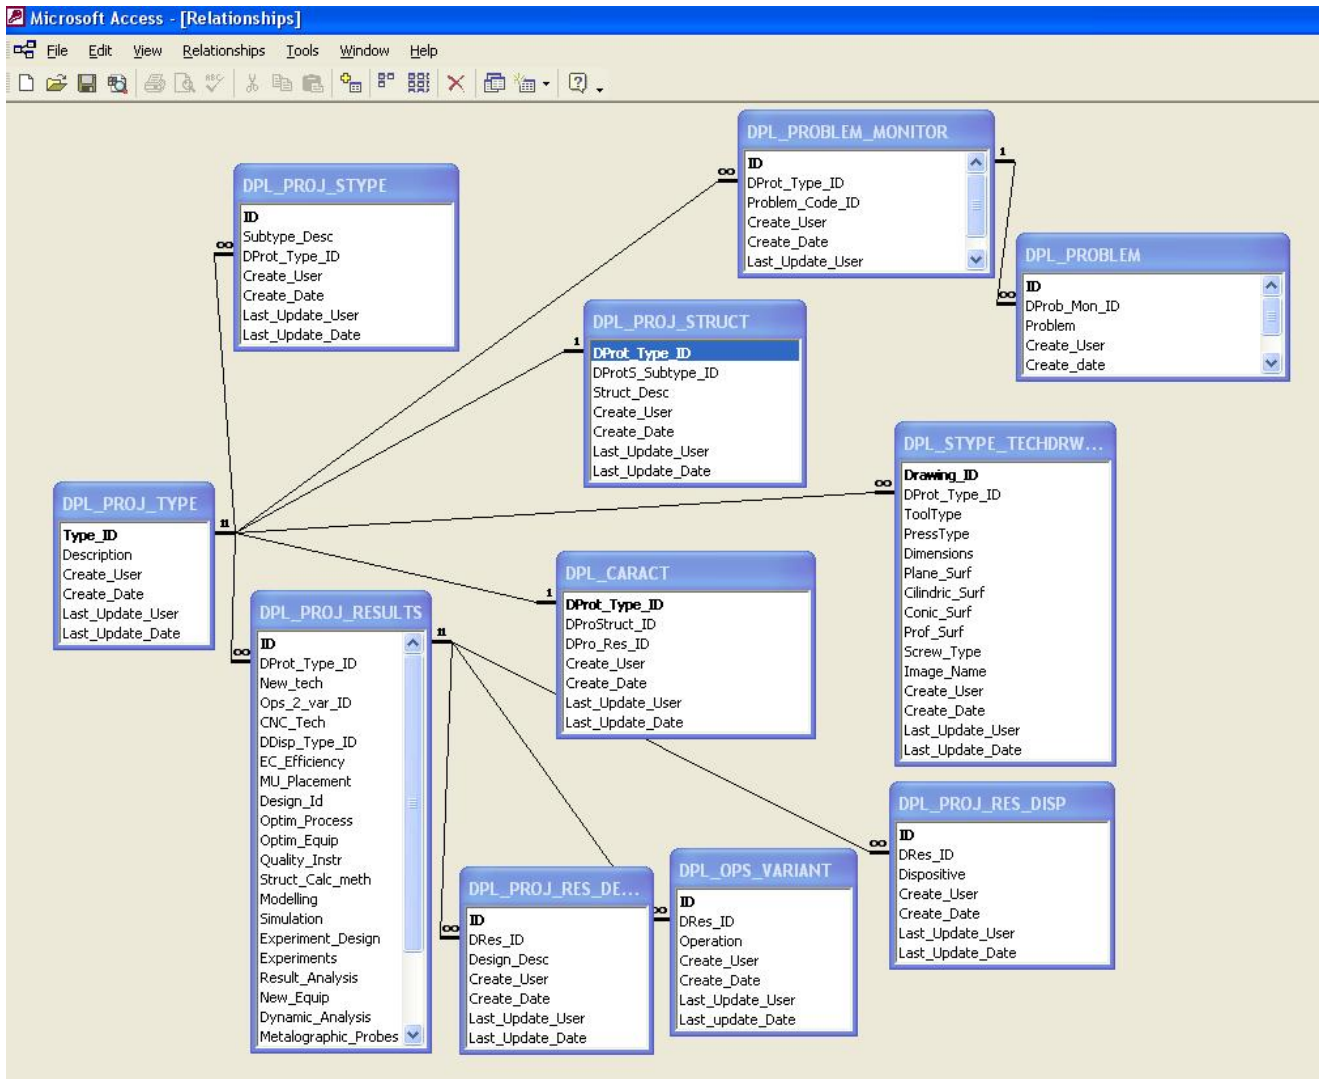 Microsoft Access - [Relationships]
File Edit View Relationships Tools Window Help
DPL_PROBLEM_MONITOR
ID
DProt_Type_ID
Problem_Code_ID
Create_User
Create_Date
Last_Update_User
1
∞
DPL_PROJ_STYPE
ID
Subtype_Desc
DProt_Type_ID
Create_User
Create_Date
Last_Update_User
Last_Update_Date
∞
DPL_PROBLEM
ID
DProb_Mon_ID
Problem
Create_User
Create_date
∞
DPL_PROJ_STRUCT
DProt_Type_ID
DProtS_Subtype_ID
Struct_Desc
Create_User
Create_Date
Last_Update_User
Last_Update_Date
1
DPL_STYPE_TECHDRW...
Drawing_ID
DProt_Type_ID
ToolType
PressType
Dimensions
Plane_Surf
Cilindric_Surf
Conic_Surf
Prof_Surf
Screw_Type
Image_Name
Create_User
Create_Date
Last_Update_User
Last_Update_Date
∞
DPL_PROJ_TYPE
Type_ID
Description
Create_User
Create_Date
Last_Update_User
Last_Update_Date
11
DPL_CARACT
DProt_Type_ID
DProStruct_ID
DPro_Res_ID
Create_User
Create_Date
Last_Update_User
Last_Update_Date
1
DPL_PROJ_RESULTS
ID
DProt_Type_ID
New_tech
Ops_2_var_ID
CNC_Tech
DDisp_Type_ID
EC_Efficiency
MU_Placement
Design_Id
Optim_Process
Optim_Equip
Quality_Instr
Struct_Calc_meth
Modelling
Simulation
Experiment_Design
Experiments
Result_Analysis
New_Equip
Dynamic_Analysis
Metalographic_Probes
11
∞
DPL_PROJ_RES_DISP
ID
DRes_ID
Dispositive
Create_User
Create_Date
Last_Update_User
Last_Update_Date
∞
DPL_PROJ_RES_DE...
ID
DRes_ID
Design_Desc
Create_User
Create_Date
Last_Update_User
Last_Update_Date
∞
DPL_OPS_VARIANT
ID
DRes_ID
Operation
Create_User
Create_Date
Last_Update_User
Last_update_Date
∞